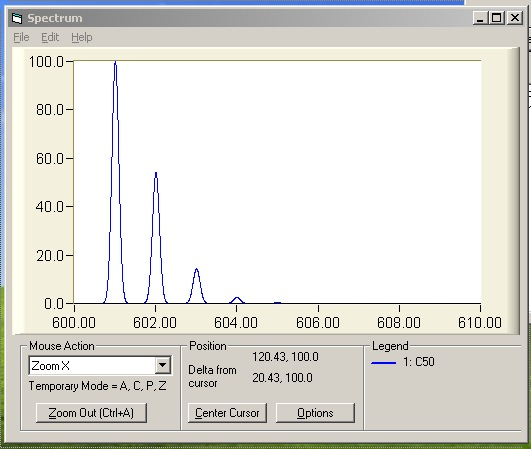 Spectrum
File Edit Help
100.0
80.0
60.0
40.0
20.0
0.0
600.00 602.00 604.00 606.00 608.00 610.00
Mouse Action
Zoom X
Temporary Mode = A, C, P, Z
Zoom Out (Ctrl+A)
Position
120.43, 100.0
Delta from
cursor
20.43, 100.0
Center Cursor
Options
Legend
1: C50